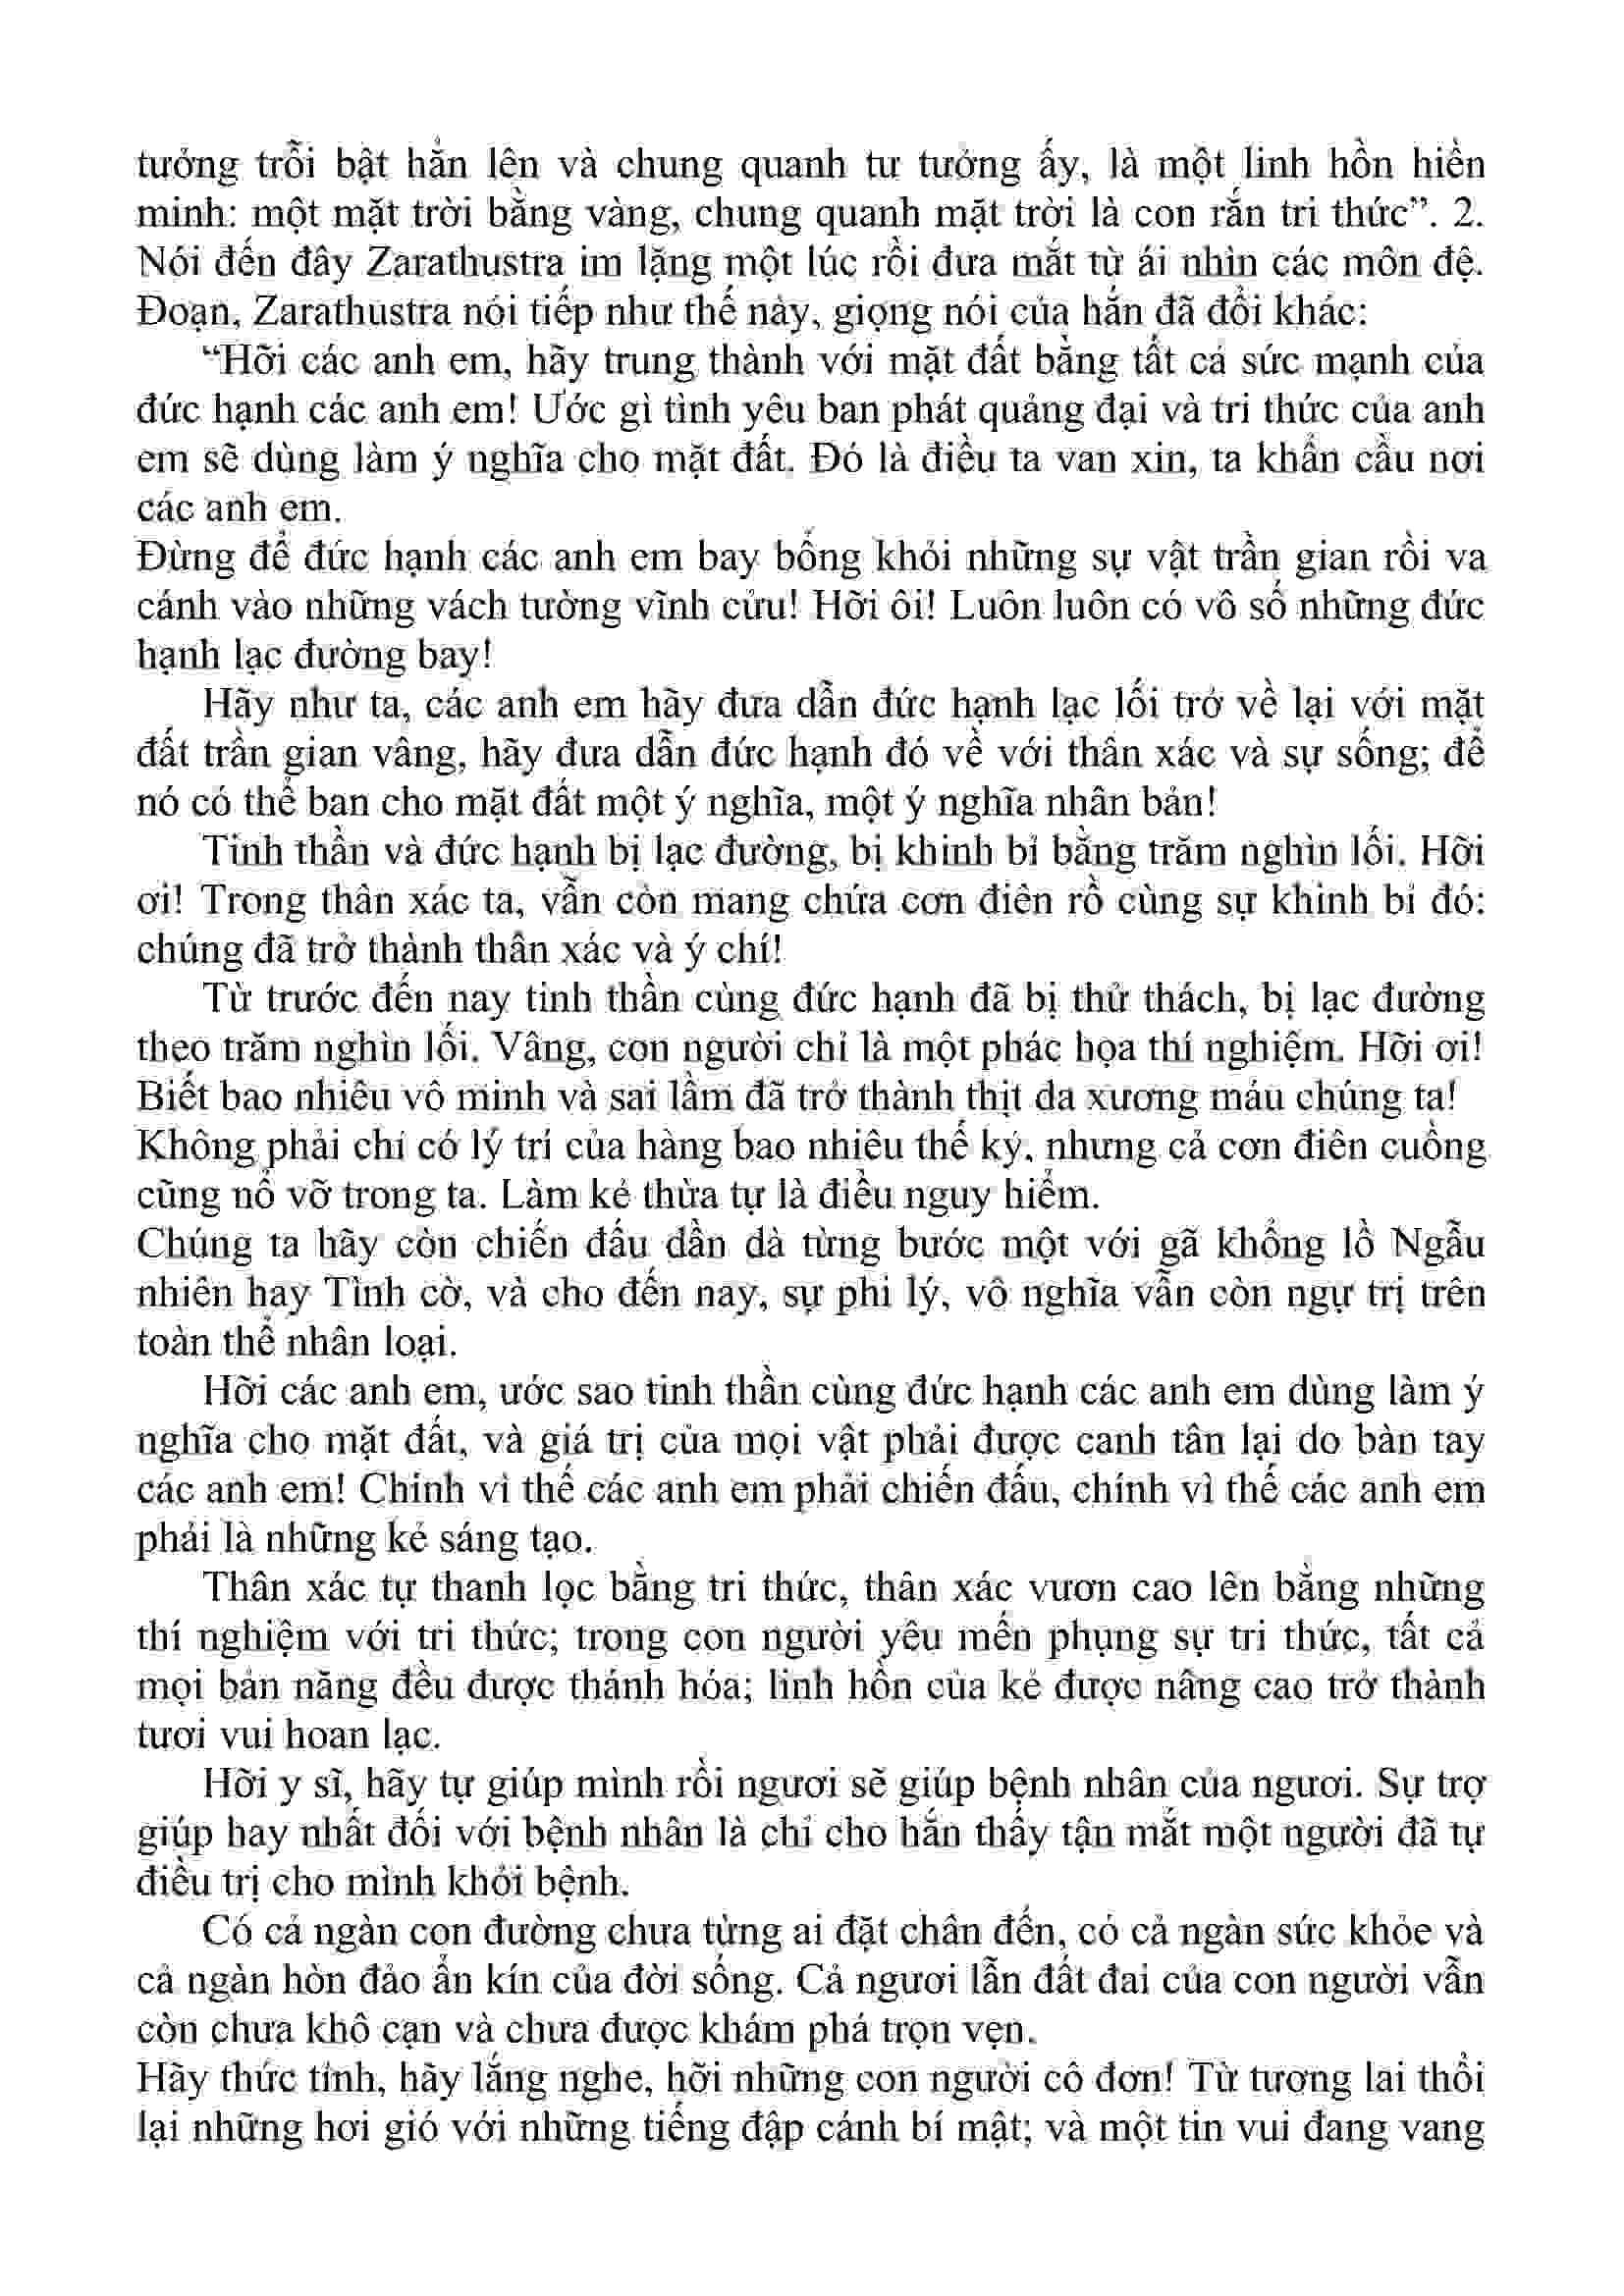 tưởng trỗi bật hẳn lên và chung quanh tư tưởng ấy, là một linh hồn hiền
minh: một mặt trời bằng vàng, chung quanh mặt trời là con rắn tri thức”. 2.
Nói đến đây Zarathustra im lặng một lúc rồi đưa mắt từ ái nhìn các môn đệ.
Đoạn, Zarathustra nói tiếp như thế này, giọng nói của hắn đã đổi khác:
“Hỡi các anh em, hãy trung thành với mặt đất bằng tất cả sức mạnh của
đức hạnh các anh em! Ước gì tình yêu ban phát quảng đại và tri thức của anh
em sẽ dùng làm ý nghĩa cho mặt đất. Đó là điều ta van xin, ta khẩn cầu nơi
các anh em.
Đừng để đức hạnh các anh em bay bổng khỏi những sự vật trần gian rồi va
cánh vào những vách tường vĩnh cửu! Hỡi ôi! Luôn luôn có vô số những đức
hạnh lạc đường bay!
Hãy như ta, các anh em hãy đưa dẫn đức hạnh lạc lối trở về lại với mặt
đất trần gian vâng, hãy đưa dẫn đức hạnh đó về với thân xác và sự sống; để
nó có thể ban cho mặt đất một ý nghĩa, một ý nghĩa nhân bản!
Tinh thần và đức hạnh bị lạc đường, bị khinh bỉ bằng trăm nghìn lối. Hỡi
ơi! Trong thân xác ta, vẫn còn mang chứa cơn điên rồ cùng sự khinh bỉ đó:
chúng đã trở thành thân xác và ý chí!
Từ trước đến nay tinh thần cùng đức hạnh đã bị thử thách, bị lạc đường
theo trăm nghìn lối. Vâng, con người chỉ là một phác họa thí nghiệm. Hỡi ơi!
Biết bao nhiêu vô minh và sai lầm đã trở thành thịt da xương máu chúng ta!
Không phải chỉ có lý trí của hàng bao nhiêu thế kỷ, nhưng cả cơn điên cuồng
cũng nổ vỡ trong ta. Làm kẻ thừa tự là điều nguy hiểm.
Chúng ta hãy còn chiến đấu dần dà từng bước một với gã khổng lồ Ngẫu
nhiên hay Tình cờ, và cho đến nay, sự phi lý, vô nghĩa vẫn còn ngự trị trên
toàn thể nhân loại.
Hỡi các anh em, ước sao tinh thần cùng đức hạnh các anh em dùng làm ý
nghĩa cho mặt đất, và giá trị của mọi vật phải được canh tân lại do bàn tay
các anh em! Chính vì thế các anh em phải chiến đấu, chính vì thế các anh em
phải là những kẻ sáng tạo.
Thân xác tự thanh lọc bằng tri thức, thân xác vươn cao lên bằng những
thí nghiệm với tri thức; trong con người yêu mến phụng sự tri thức, tất cả
mọi bản năng đều được thánh hóa; linh hồn của kẻ được nâng cao trở thành
tươi vui hoan lạc.
Hỡi y sĩ, hãy tự giúp mình rồi ngươi sẽ giúp bệnh nhân của ngươi. Sự trợ
giúp hay nhất đối với bệnh nhân là chỉ cho hắn thấy tận mắt một người đã tự
điều trị cho mình khỏi bệnh.
Có cả ngàn con đường chưa từng ai đặt chân đến, có cả ngàn sức khỏe và
cả ngàn hòn đảo ẩn kín của đời sống. Cả ngươi lẫn đất đai của con người vẫn
còn chưa khô cạn và chưa được khám phá trọn vẹn.
Hãy thức tỉnh, hãy lắng nghe, hỡi những con người cô đơn! Từ tương lai thổi
lại những hơi gió với những tiếng đập cánh bí mật; và một tin vui đang vang